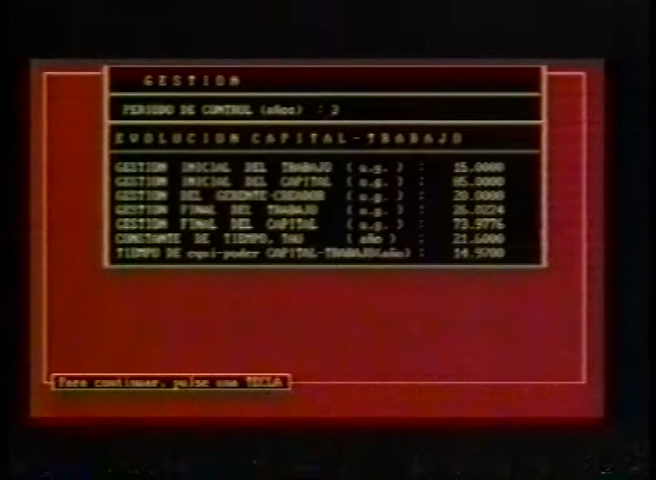 GESTION
PERIODO DE CONTROL (años) : 3
EVOLUCION CAPITAL-TRABAJO
GESTION INICIAL DEL TRABAJO ( u.g. ) : 15.0000
GESTION INICIAL DEL CAPITAL ( u.g. ) : 85.0000
GESTION DEL GERENTE-CREADOR ( u.g. ) : 20.0000
GESTION FINAL DEL TRABAJO ( u.g. ) : 26.0224
GESTION FINAL DEL CAPITAL ( u.g. ) : 73.9776
CONSTANTE DE TIEMPO, TAU ( año ) :
TIEMPO DE equi-poder CAPITAL-TRABAJO(año) : 14.9700
Para continuar, pulse una TECLA